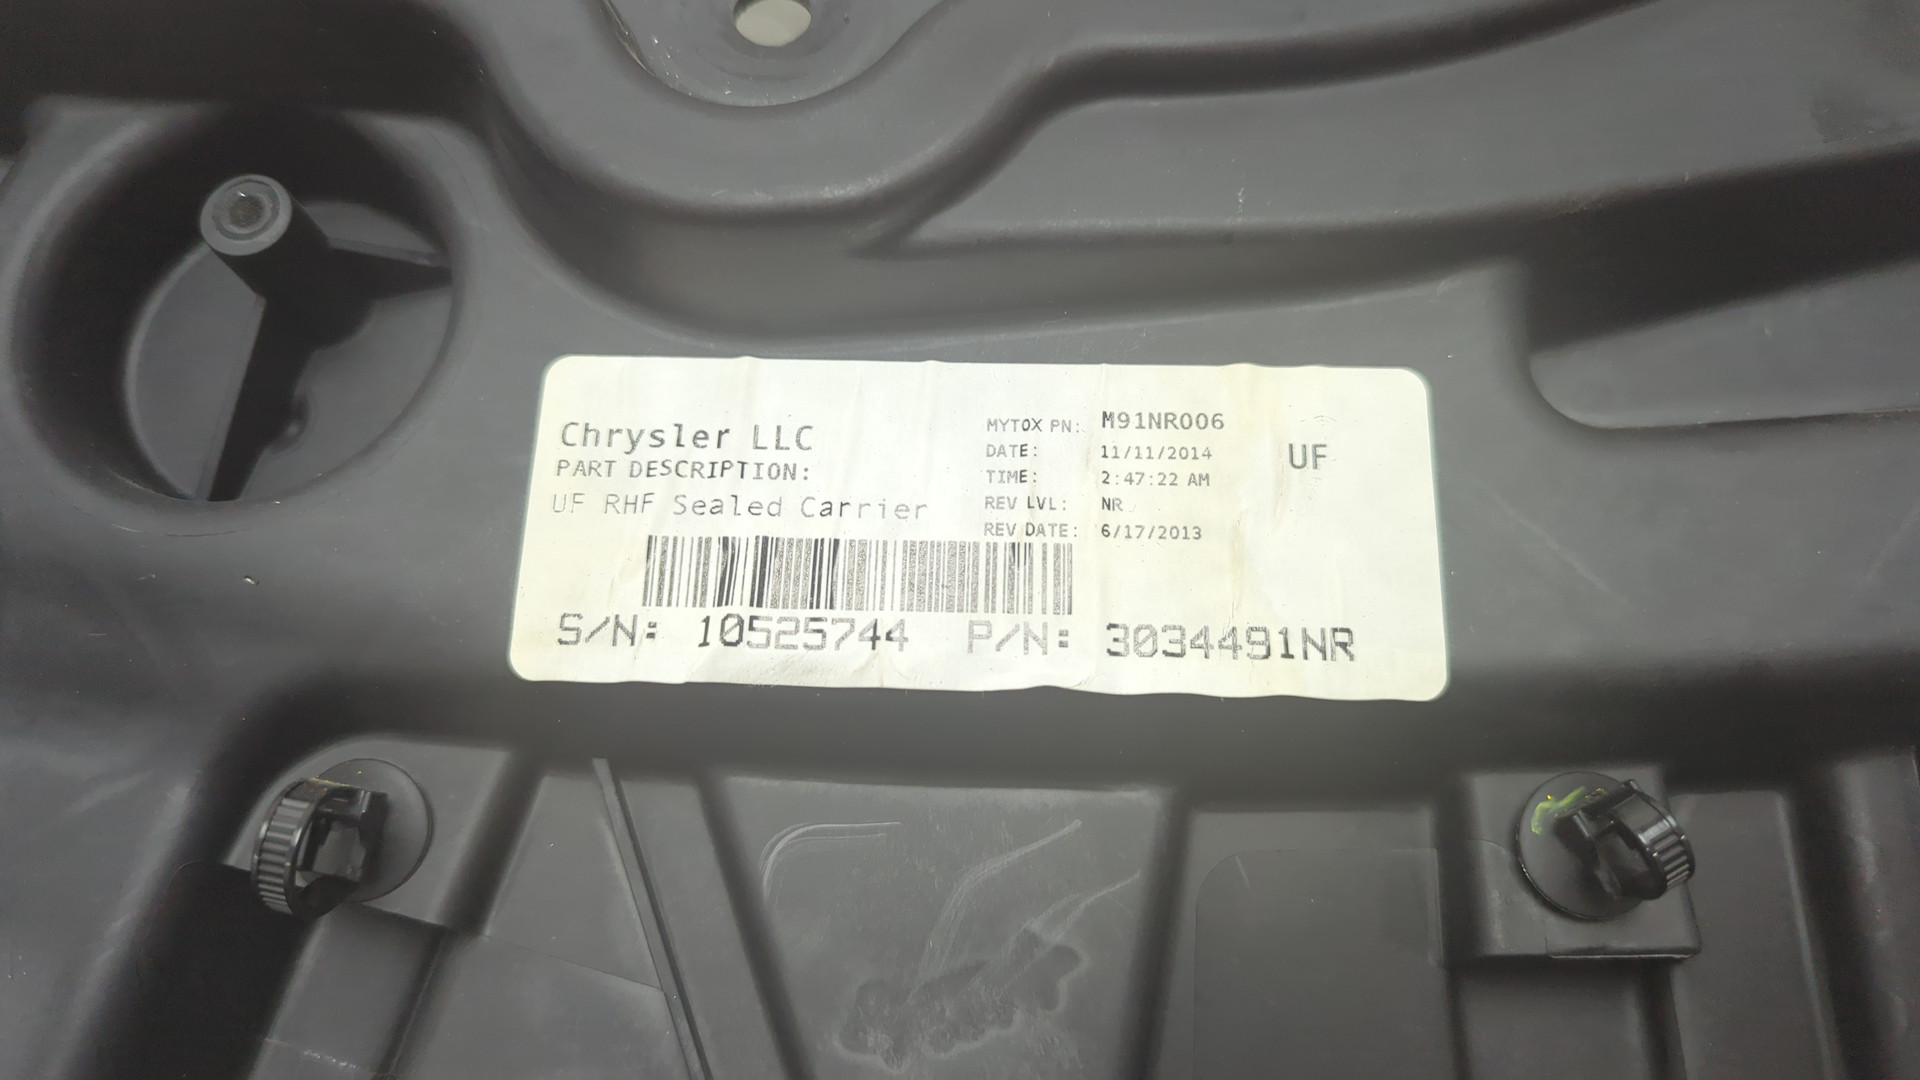 Chrysler LLC
PART DESCRIPTION:
UF RHF Sealed Carrier
MYTOX PN: M91NR006
DATE: 11/11/2014
TIME: 2:47:22 AM
REV LVL: NR
REV DATE: 6/17/2013
UF
S/N: 10525744 P/N: 3034491NR